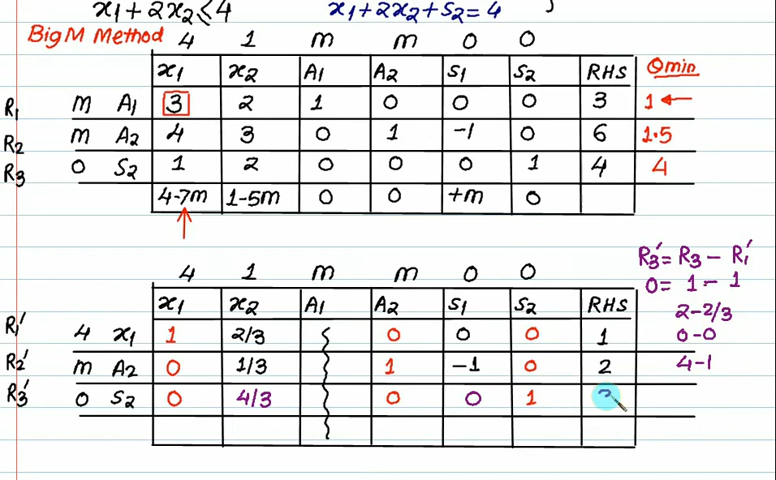 x1+2x2≤4 x1+2x2+S2=4
Big M Method 4 1 m m 0 0
x1 x2 A1 A2 S1 S2 RHS θmin
R1 m A1 3 2 1 0 0 0 3 1 ←
R2 m A2 4 3 0 1 -1 0 6 1.5
R3 0 S2 1 2 0 0 0 1 4 4
4-7m 1-5m 0 0 +m 0
↑
4 1 m m 0 0
x1 x2 A1 A2 S1 S2 RHS
R1' 4 x1 1 2/3 0 0 0 1
R2' m A2 0 1/3 1 -1 0 2
R3' 0 S2 0 4/3 0 0 1
R3' = R3 - R1'
0 = 1 - 1
2-2/3
0-0
4-1